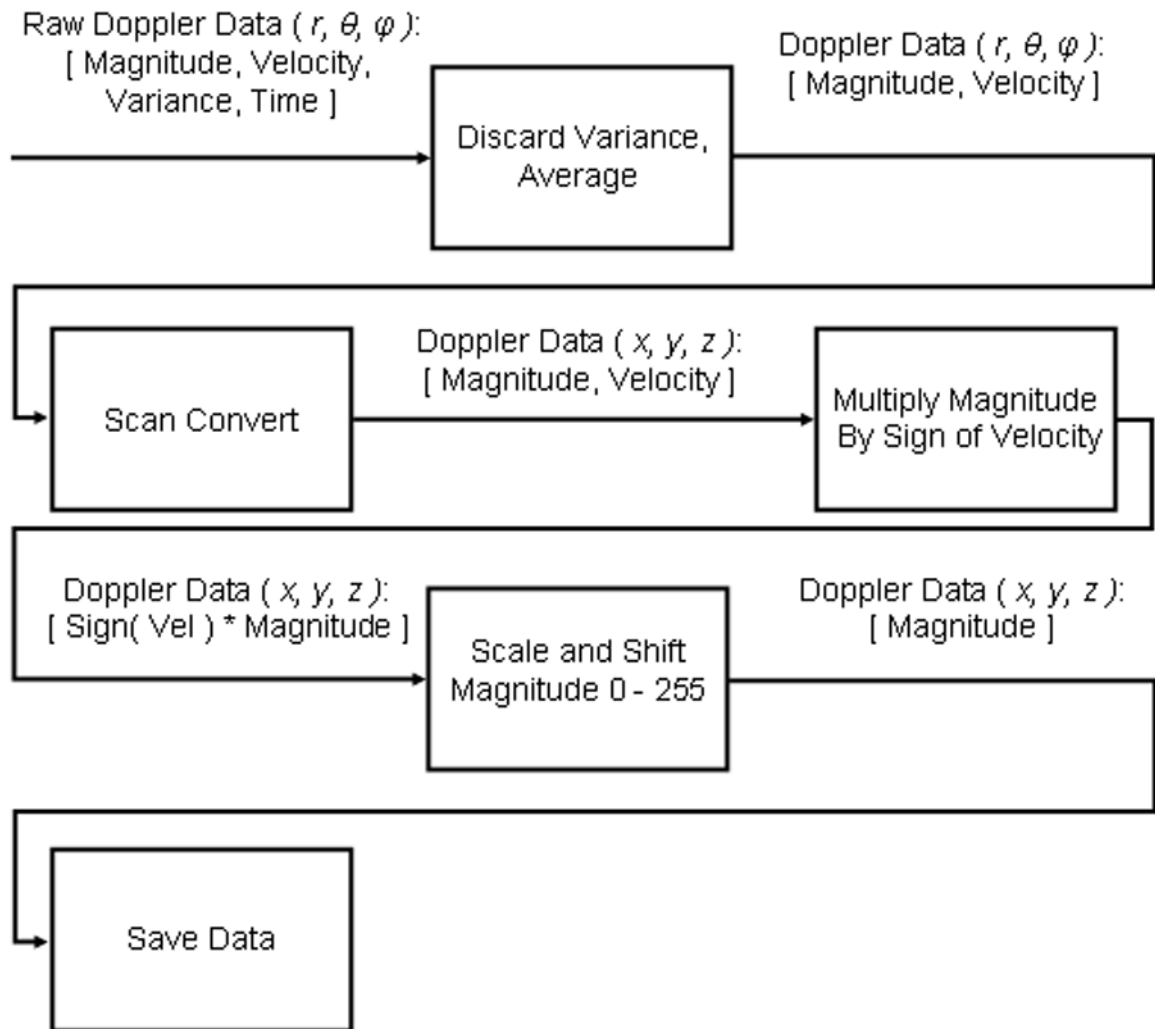 Raw Doppler Data ( r, θ, φ ):
[ Magnitude, Velocity,
Variance, Time ]
Discard Variance,
Average
Doppler Data ( r, θ, φ ):
[ Magnitude, Velocity ]
Scan Convert
Doppler Data ( x, y, z ):
[ Magnitude, Velocity ]
Multiply Magnitude
By Sign of Velocity
Doppler Data ( x, y, z ):
[ Sign( Vel ) * Magnitude ]
Scale and Shift
Magnitude 0 - 255
Doppler Data ( x, y, z ):
[ Magnitude ]
Save Data